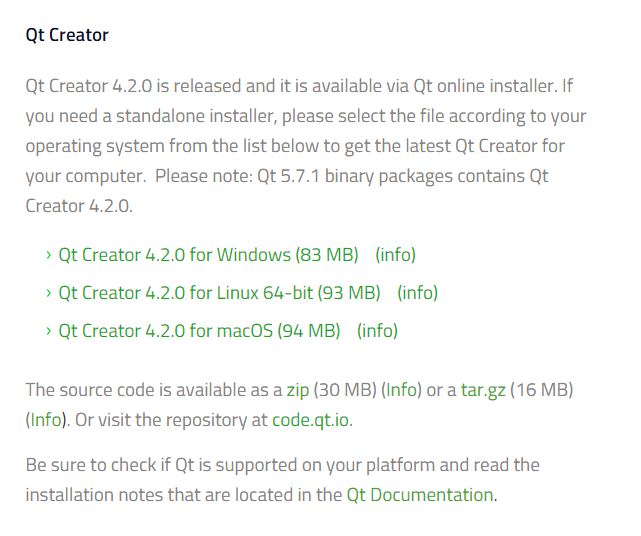 Qt Creator
Qt Creator 4.2.0 is released and it is available via Qt online installer. If
you need a standalone installer, please select the file according to your
operating system from the list below to get the latest Qt Creator for
your computer.  Please note: Qt 5.7.1 binary packages contains Qt
Creator 4.2.0.
› Qt Creator 4.2.0 for Windows (83 MB)   (info)
› Qt Creator 4.2.0 for Linux 64-bit (93 MB)   (info)
› Qt Creator 4.2.0 for macOS (94 MB)   (info)
The source code is available as a zip (30 MB) (Info) or a tar.gz (16 MB)
(Info). Or visit the repository at code.qt.io.
Be sure to check if Qt is supported on your platform and read the
installation notes that are located in the Qt Documentation.